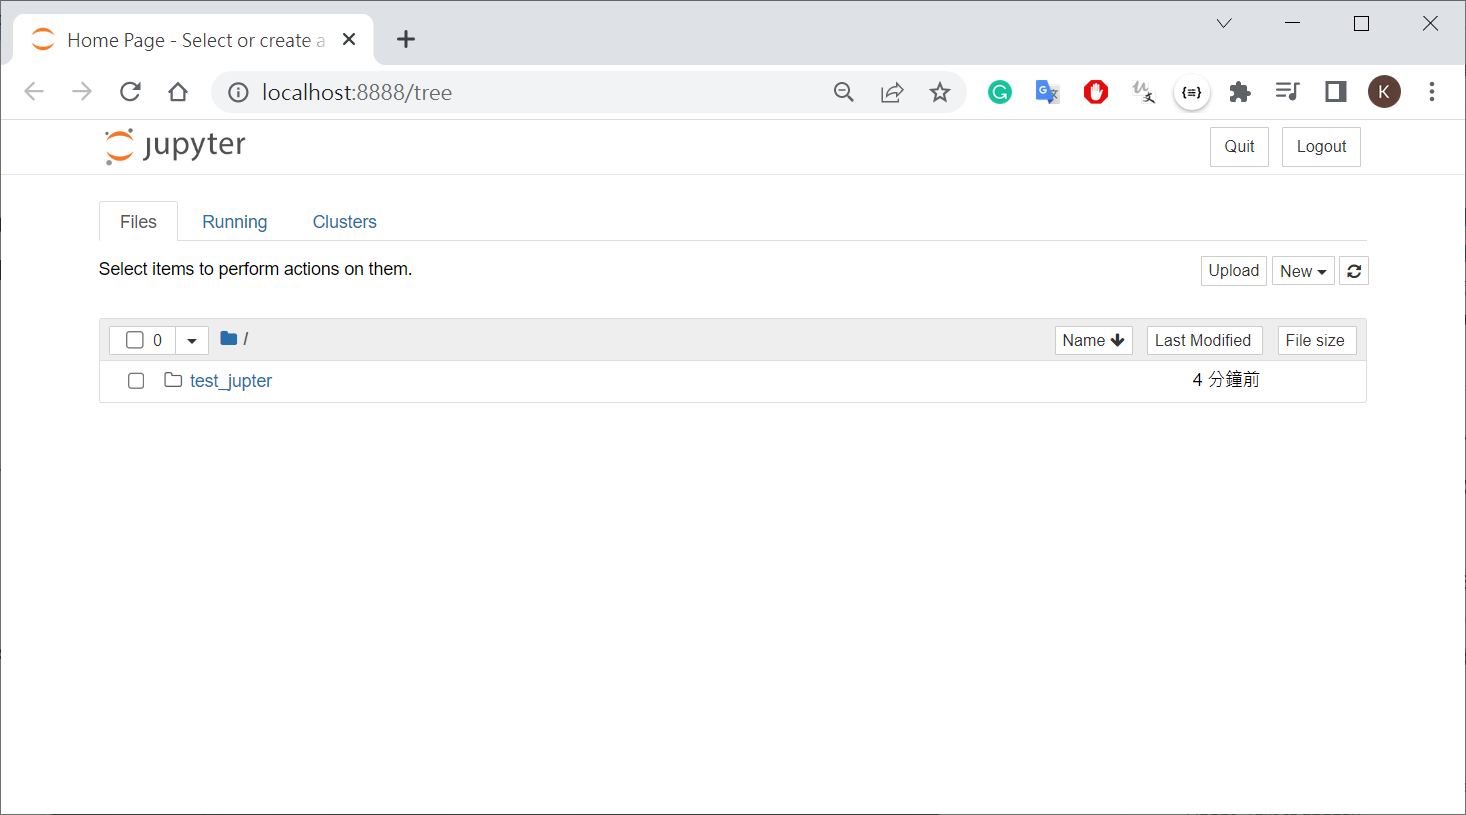 Home Page - Select or create a
localhost:8888/tree
K
jupyter
Quit
Logout
Files
Running
Clusters
Select items to perform actions on them.
Upload
New
0
/
Name
Last Modified
File size
test_jupter
4 分鐘前